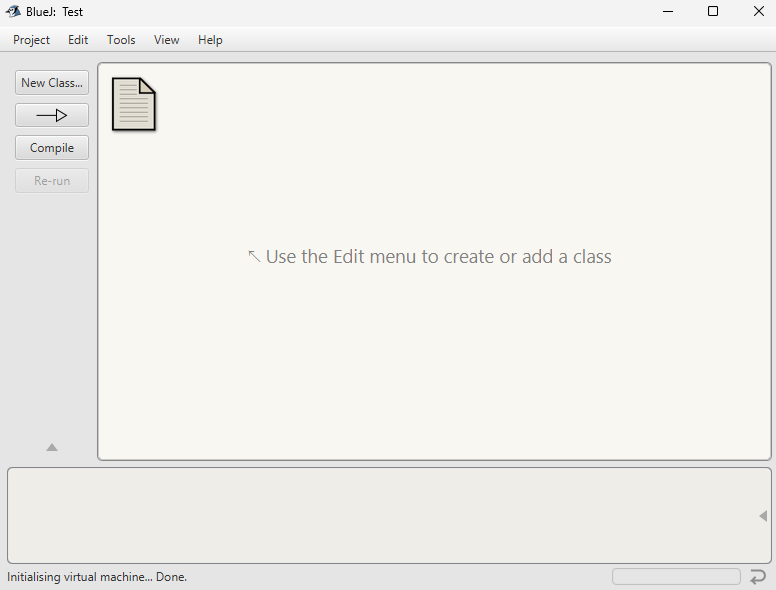 BlueJ: Test
Project Edit Tools View Help
New Class...
Compile
Re-run
Use the Edit menu to create or add a class
Initialising virtual machine... Done.